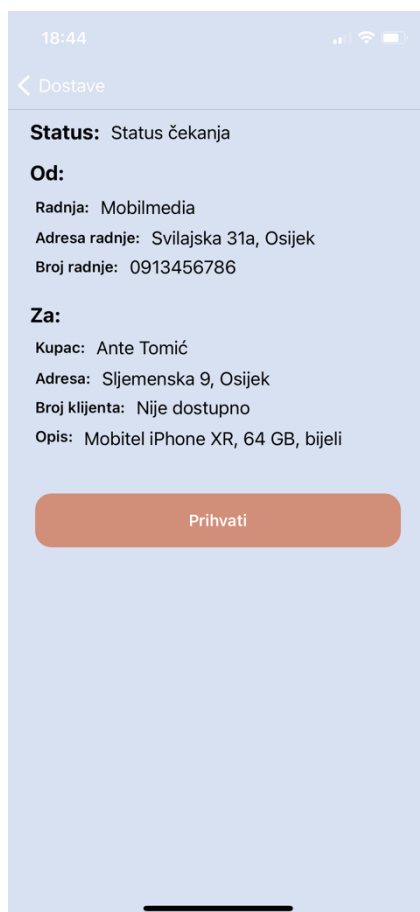 18:44
Dostave
Status: Status čekanja
Od:
Radnja: Mobilmedia
Adresa radnje: Svilajska 31a, Osijek
Broj radnje: 0913456786
Za:
Kupac: Ante Tomić
Adresa: Sljemenska 9, Osijek
Broj klijenta: Nije dostupno
Opis: Mobitel iPhone XR, 64 GB, bijeli
Prihvati